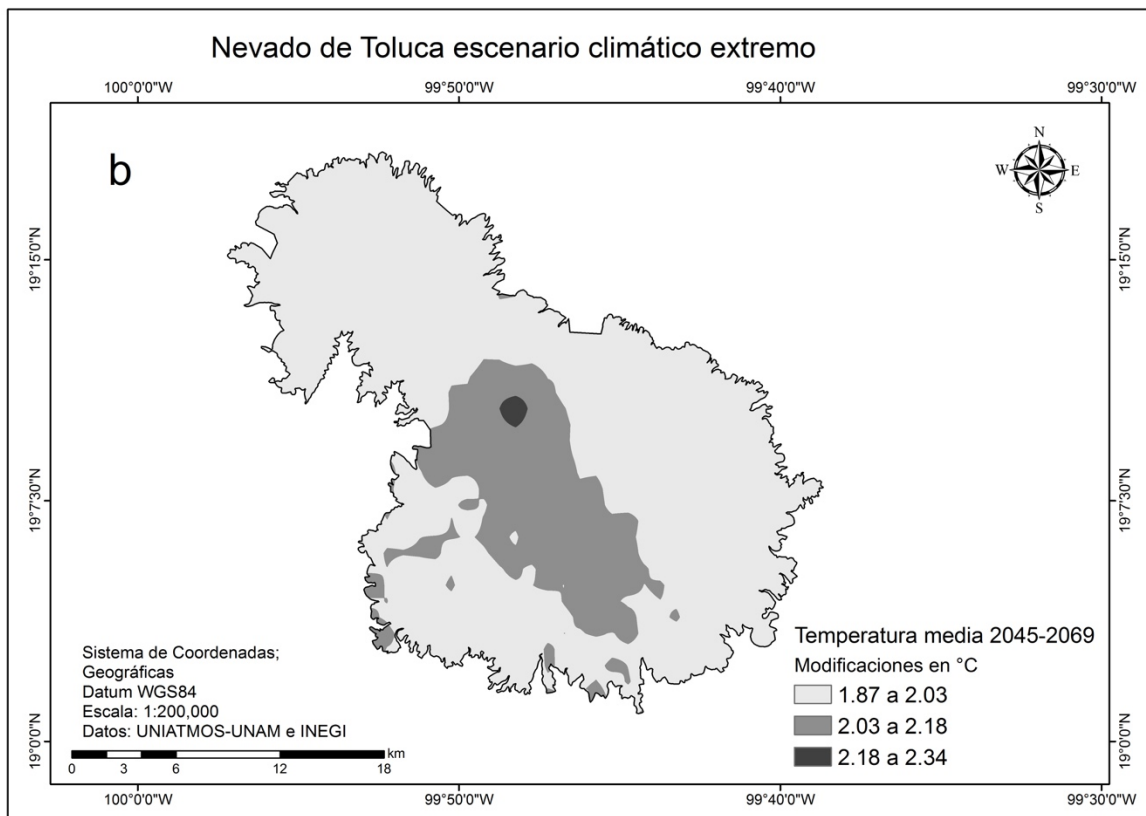 Nevado de Toluca escenario climático extremo
100°0'0"W
99°50'0"W
99°40'0"W
99°30'0"W
b
N
W
E
S
19°15'0"N
19°15'0"N
19°7'30"N
19°7'30"N
19°0'0"N
19°0'0"N
Sistema de Coordenadas;
Geográficas
Datum WGS84
Escala: 1:200,000
Datos: UNIATMOS-UNAM e INEGI
km
0 3 6 12 18
Temperatura media 2045-2069
Modificaciones en °C
1.87 a 2.03
2.03 a 2.18
2.18 a 2.34
100°0'0"W
99°50'0"W
99°40'0"W
99°30'0"W